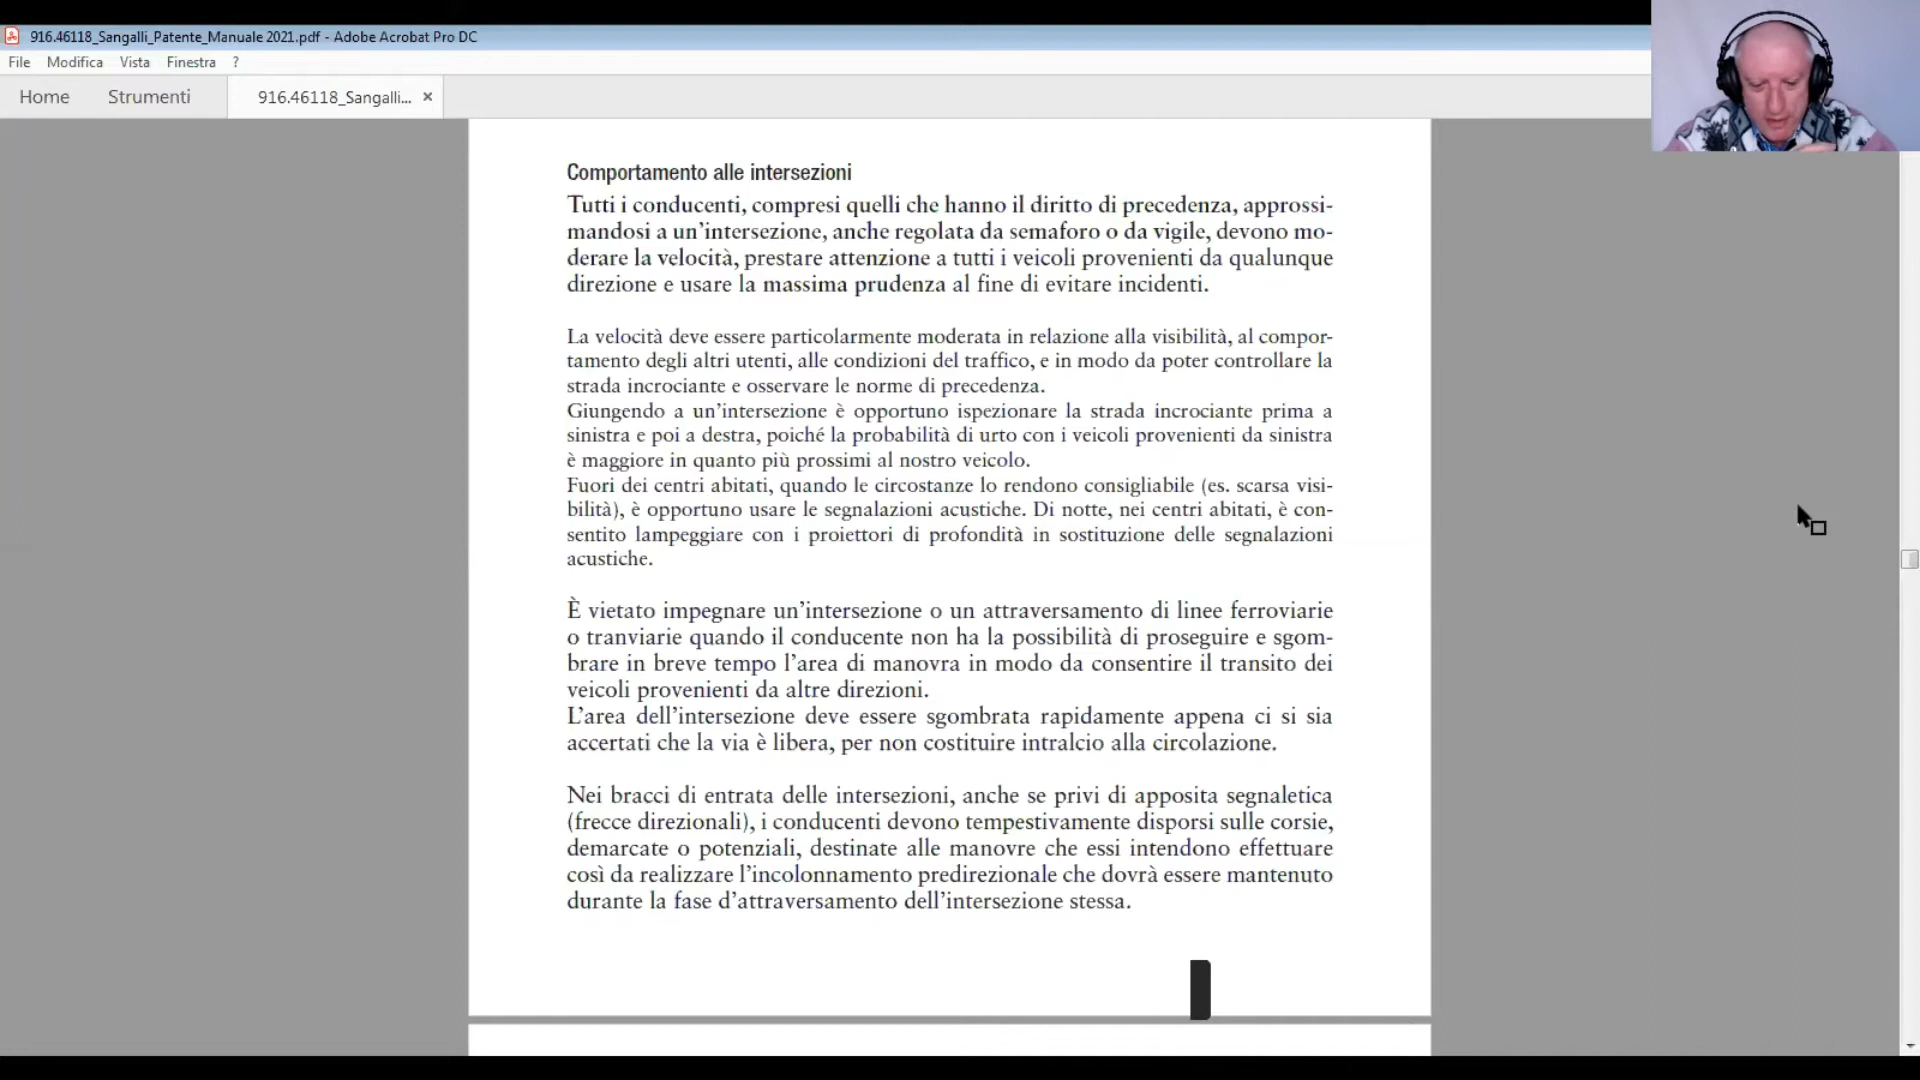 916.46118_Sangalli_Patente_Manuale 2021.pdf - Adobe Acrobat Pro DC
File Modifica Vista Finestra ?
Home Strumenti 916.46118_Sangalli... ×
Comportamento alle intersezioni
Tutti i conducenti, compresi quelli che hanno il diritto di precedenza, approssi-
mandosi a un'intersezione, anche regolata da semaforo o da vigile, devono mo-
derare la velocità, prestare attenzione a tutti i veicoli provenienti da qualunque
direzione e usare la massima prudenza al fine di evitare incidenti.
La velocità deve essere particolarmente moderata in relazione alla visibilità, al compor-
tamento degli altri utenti, alle condizioni del traffico, e in modo da poter controllare la
strada incrociante e osservare le norme di precedenza.
Giungendo a un'intersezione è opportuno ispezionare la strada incrociante prima a
sinistra e poi a destra, poiché la probabilità di urto con i veicoli provenienti da sinistra
è maggiore in quanto più prossimi al nostro veicolo.
Fuori dei centri abitati, quando le circostanze lo rendono consigliabile (es. scarsa visi-
bilità), è opportuno usare le segnalazioni acustiche. Di notte, nei centri abitati, è con-
sentito lampeggiare con i proiettori di profondità in sostituzione delle segnalazioni
acustiche.
È vietato impegnare un'intersezione o un attraversamento di linee ferroviarie
o tranviarie quando il conducente non ha la possibilità di proseguire e sgom-
brare in breve tempo l'area di manovra in modo da consentire il transito dei
veicoli provenienti da altre direzioni.
L'area dell'intersezione deve essere sgombrata rapidamente appena ci si sia
accertati che la via è libera, per non costituire intralcio alla circolazione.
Nei bracci di entrata delle intersezioni, anche se privi di apposita segnaletica
(frecce direzionali), i conducenti devono tempestivamente disporsi sulle corsie,
demarcate o potenziali, destinate alle manovre che essi intendono effettuare
così da realizzare l'incolonnamento predirezionale che dovrà essere mantenuto
durante la fase d'attraversamento dell'intersezione stessa.